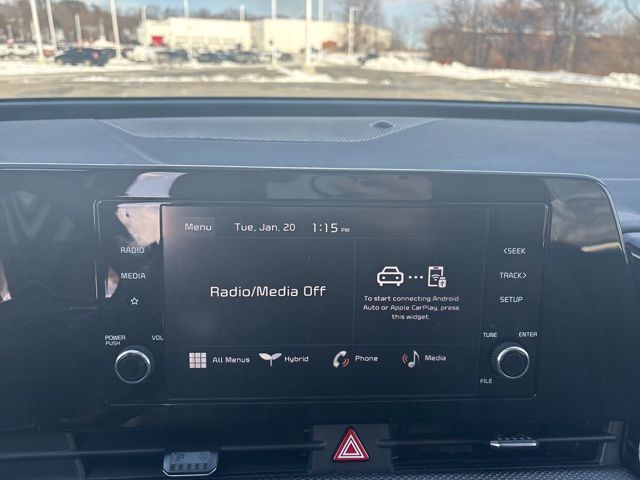 Menu Tue, Jan. 20 1:15 PM
RADIO
MEDIA
Radio/Media Off
To start connecting Android
Auto or Apple CarPlay, press
this widget.
<SEEK
TRACK>
SETUP
POWER
PUSH
VOL
TUNE
ENTER
FILE
All Menus Hybrid Phone Media